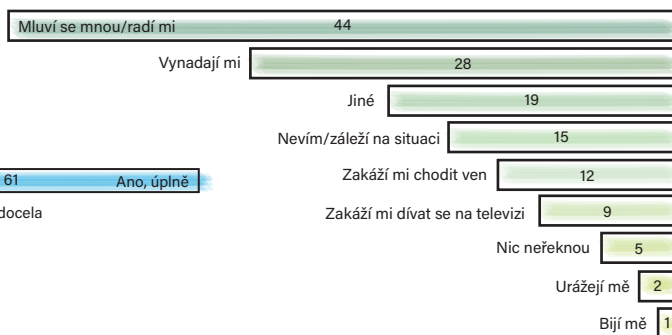 Mluví se mnou/radí mi 44
Vynadají mi 28
Jiné 19
Nevím/záleží na situaci 15
Zakáží mi chodit ven 12
61 Ano, úplně
docela
Zakáží mi dívat se na televizi 9
Nic neřeknou 5
Urážejí mě 2
Bijí mě 1